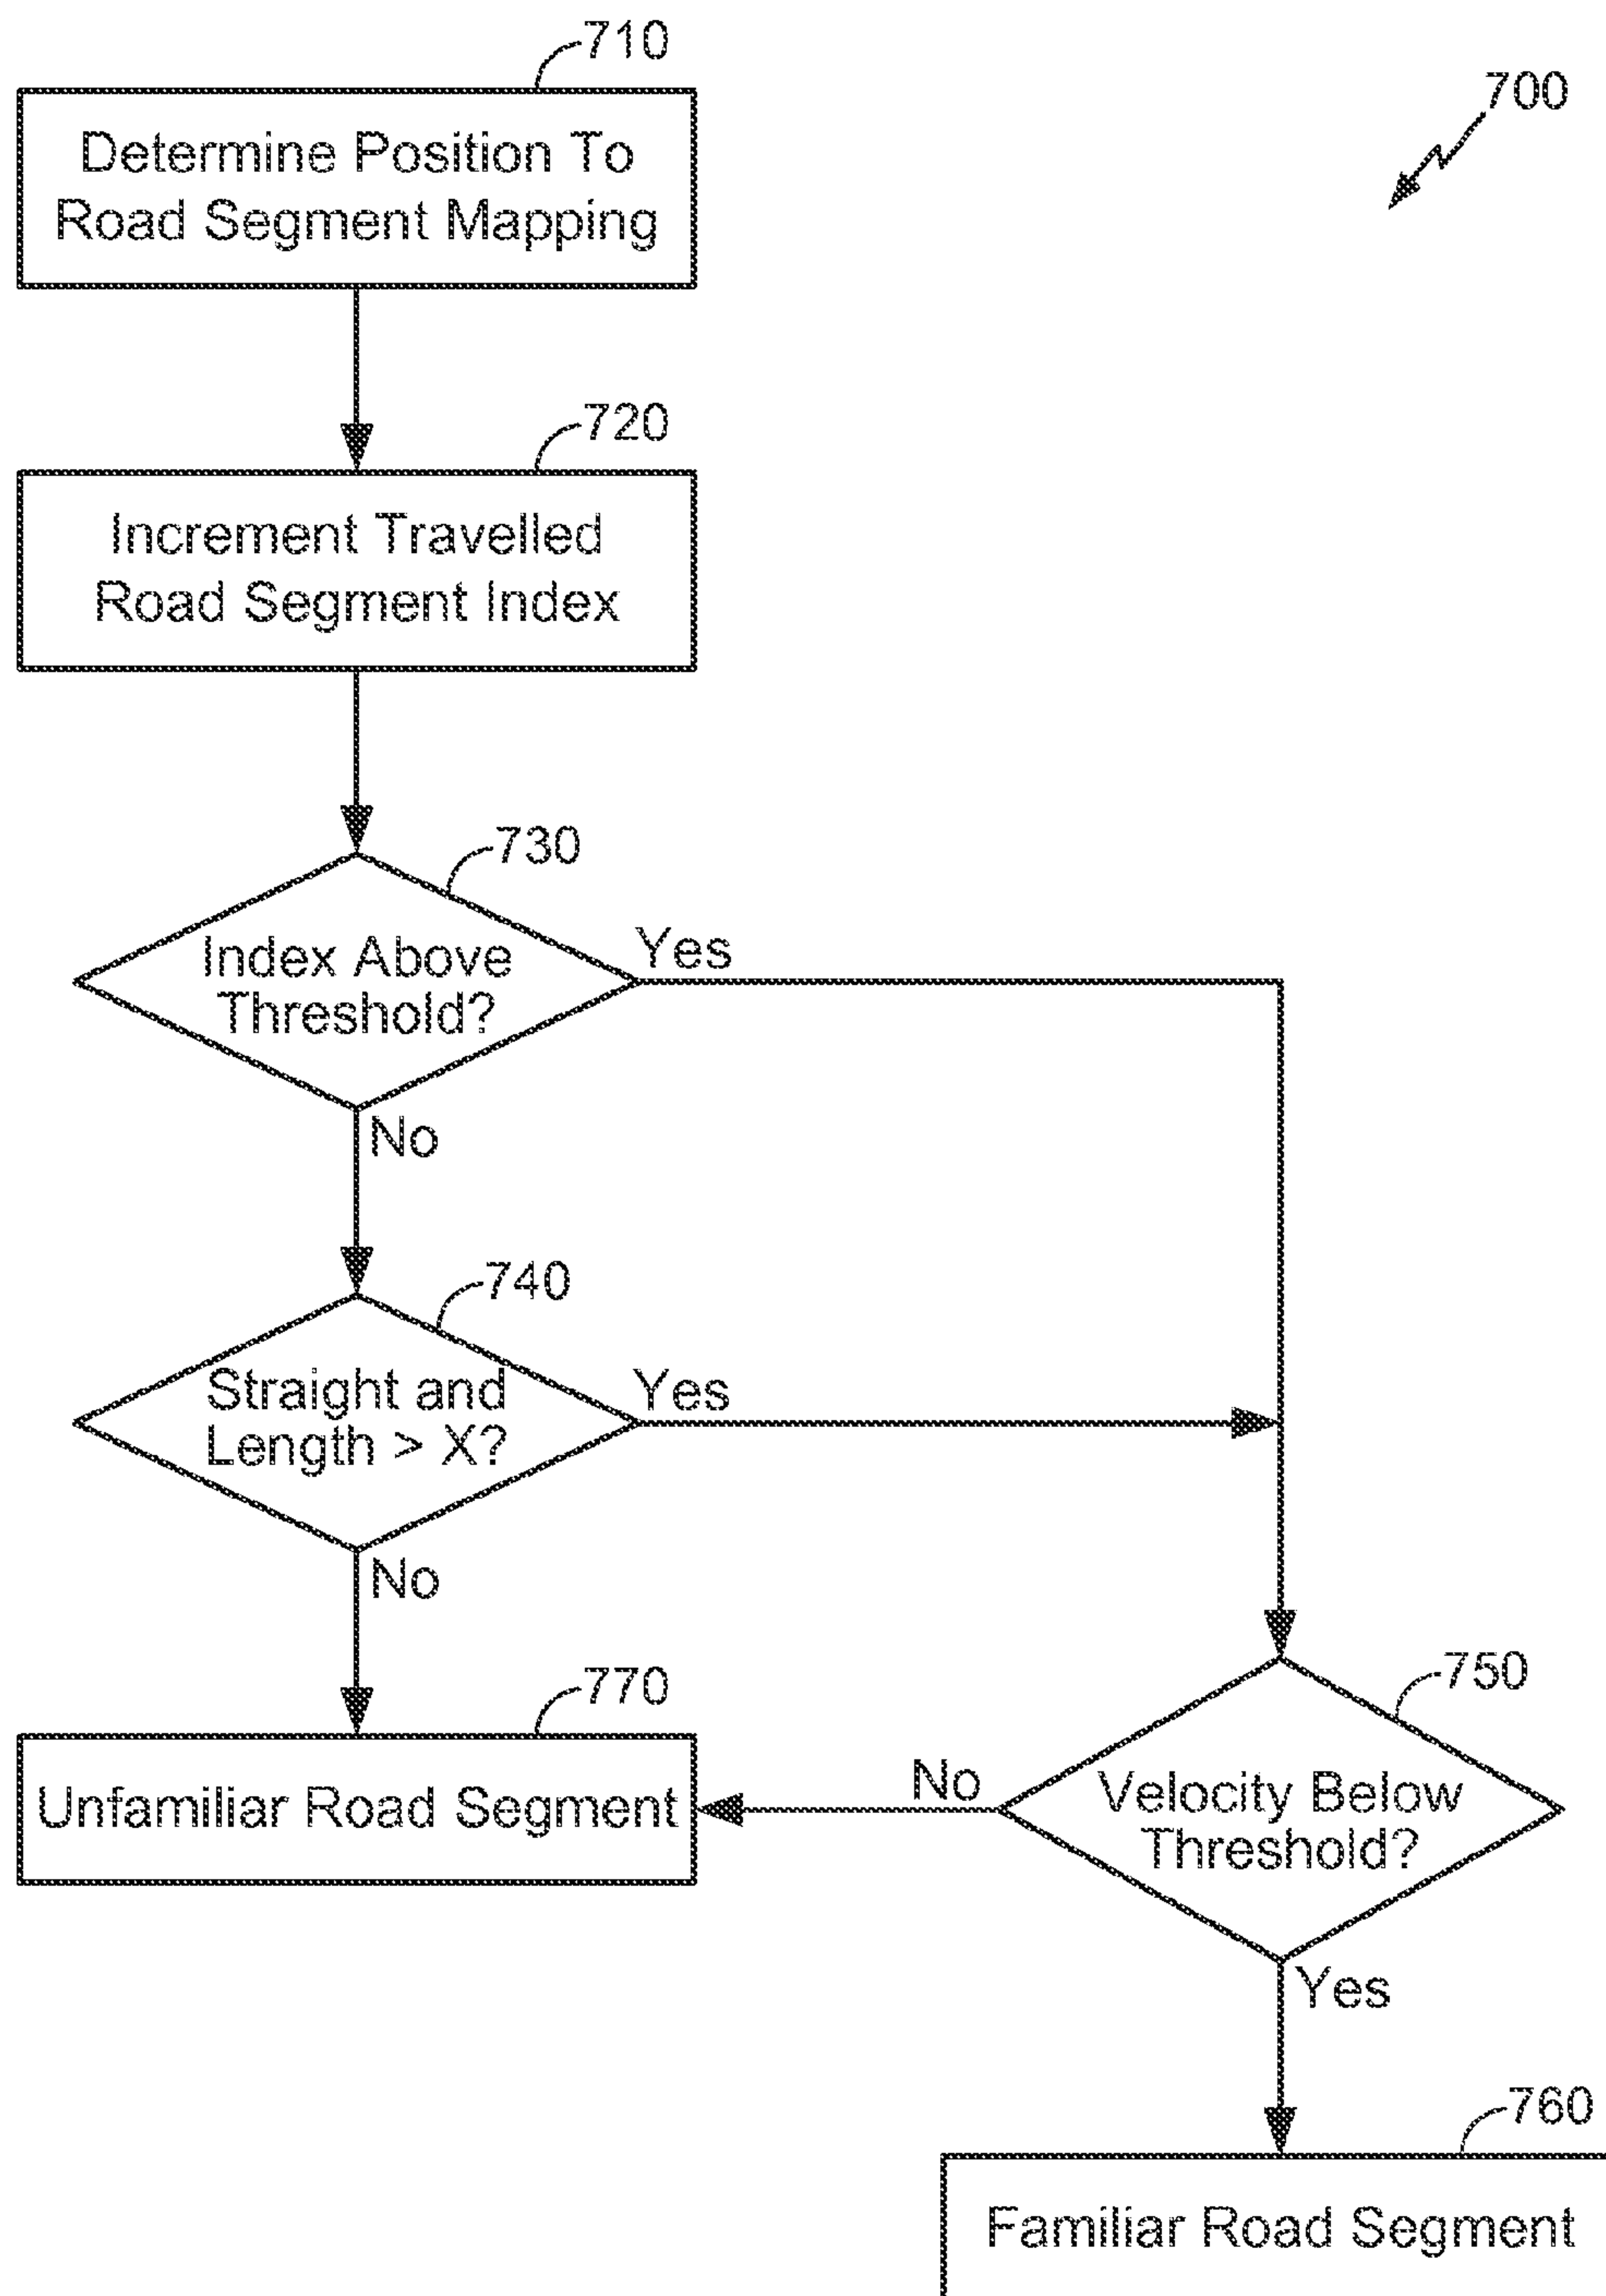 710
700
Determine Position To
Road Segment Mapping
720
Increment Travelled
Road Segment Index
730
Index Above
Threshold?
Yes
No
740
Straight and
Length > X?
Yes
No
770
Unfamiliar Road Segment
750
Velocity Below
Threshold?
No
Yes
760
Familiar Road Segment